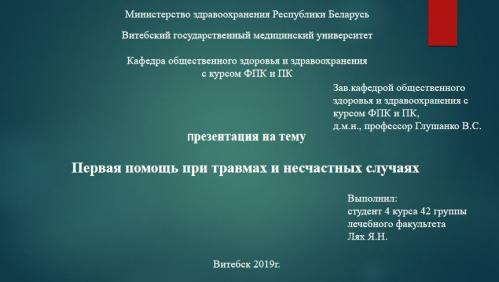 Министерство здравоохранения Республики Беларусь
Витебский государственный медицинский университет
Кафедра общественного здоровья и здравоохранения
с курсом ФПК и ПК
Зав.кафедрой общественного
здоровья и здравоохранения с
курсом ФПК и ПК,
д.м.н., профессор Глушанко В.С.
презентация на тему
Первая помощь при травмах и несчастных случаях
Выполнил:
студент 4 курса 42 группы
лечебного факультета
Лях Я.Н.
Витебск 2019г.